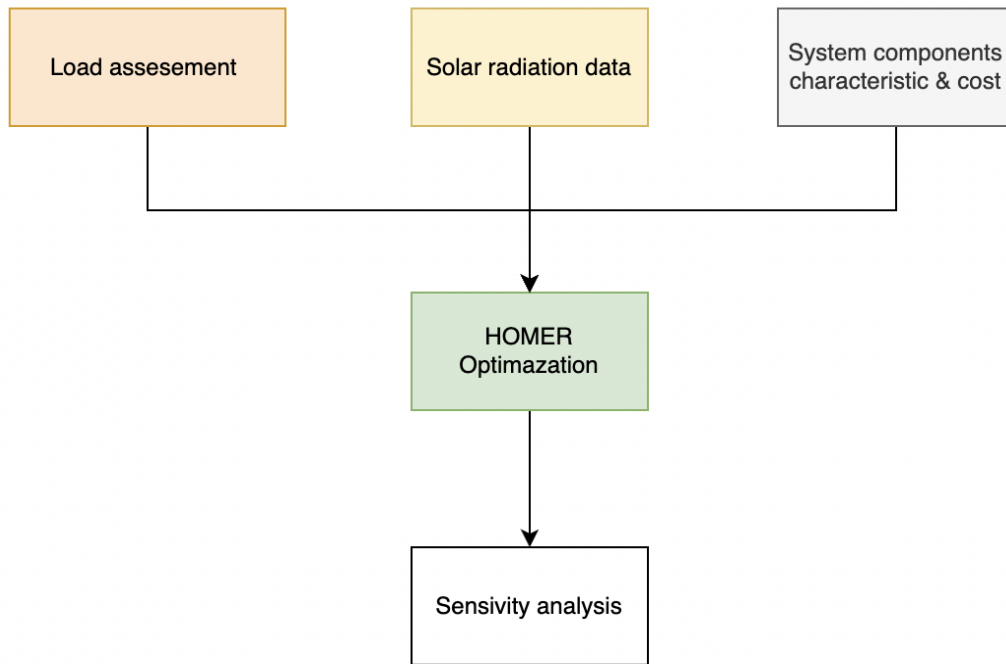 Load assesement
Solar radiation data
System components
characteristic & cost
HOMER
Optimazation
Sensivity analysis